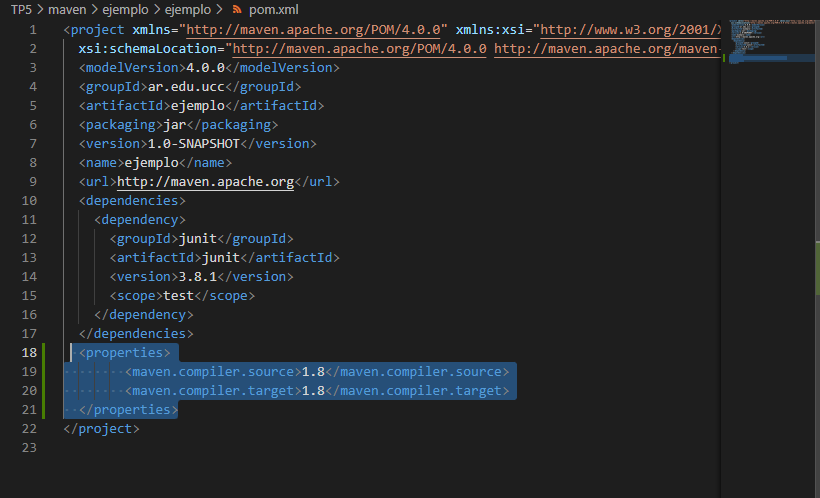 TP5 > maven > ejemplo > ejemplo > pom.xml
1 <project xmlns="http://maven.apache.org/POM/4.0.0" xmlns:xsi="http://www.w3.org/2001/X
2 xsi:schemaLocation="http://maven.apache.org/POM/4.0.0 http://maven.apache.org/maven-
3 <modelVersion>4.0.0</modelVersion>
4 <groupId>ar.edu.ucc</groupId>
5 <artifactId>ejemplo</artifactId>
6 <packaging>jar</packaging>
7 <version>1.0-SNAPSHOT</version>
8 <name>ejemplo</name>
9 <url>http://maven.apache.org</url>
10 <dependencies>
11 <dependency>
12 <groupId>junit</groupId>
13 <artifactId>junit</artifactId>
14 <version>3.8.1</version>
15 <scope>test</scope>
16 </dependency>
17 </dependencies>
18 <properties>
19 <maven.compiler.source>1.8</maven.compiler.source>
20 <maven.compiler.target>1.8</maven.compiler.target>
21 </properties>
22 </project>
23